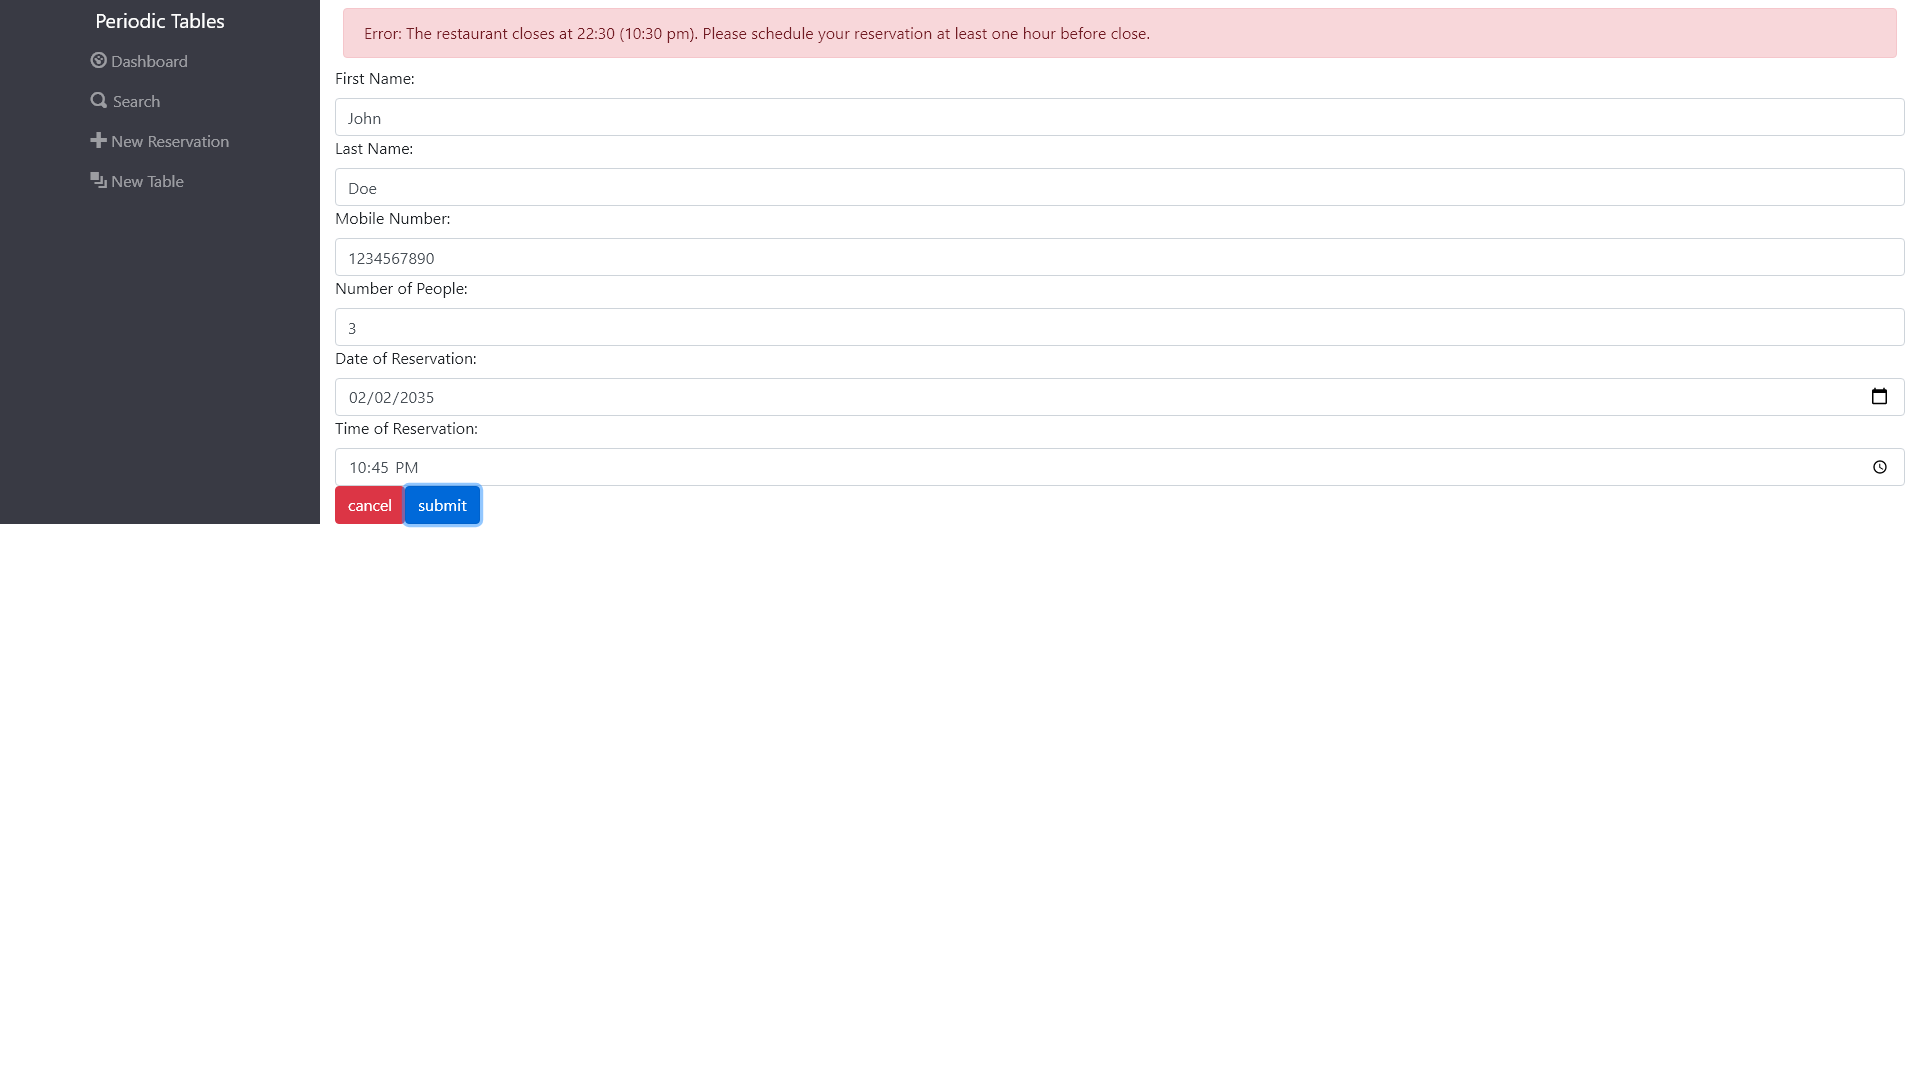 Periodic Tables
Dashboard
Search
New Reservation
New Table
Error: The restaurant closes at 22:30 (10:30 pm). Please schedule your reservation at least one hour before close.
First Name:
John
Last Name:
Doe
Mobile Number:
1234567890
Number of People:
3
Date of Reservation:
02/02/2035
Time of Reservation:
10:45 PM
cancel submit